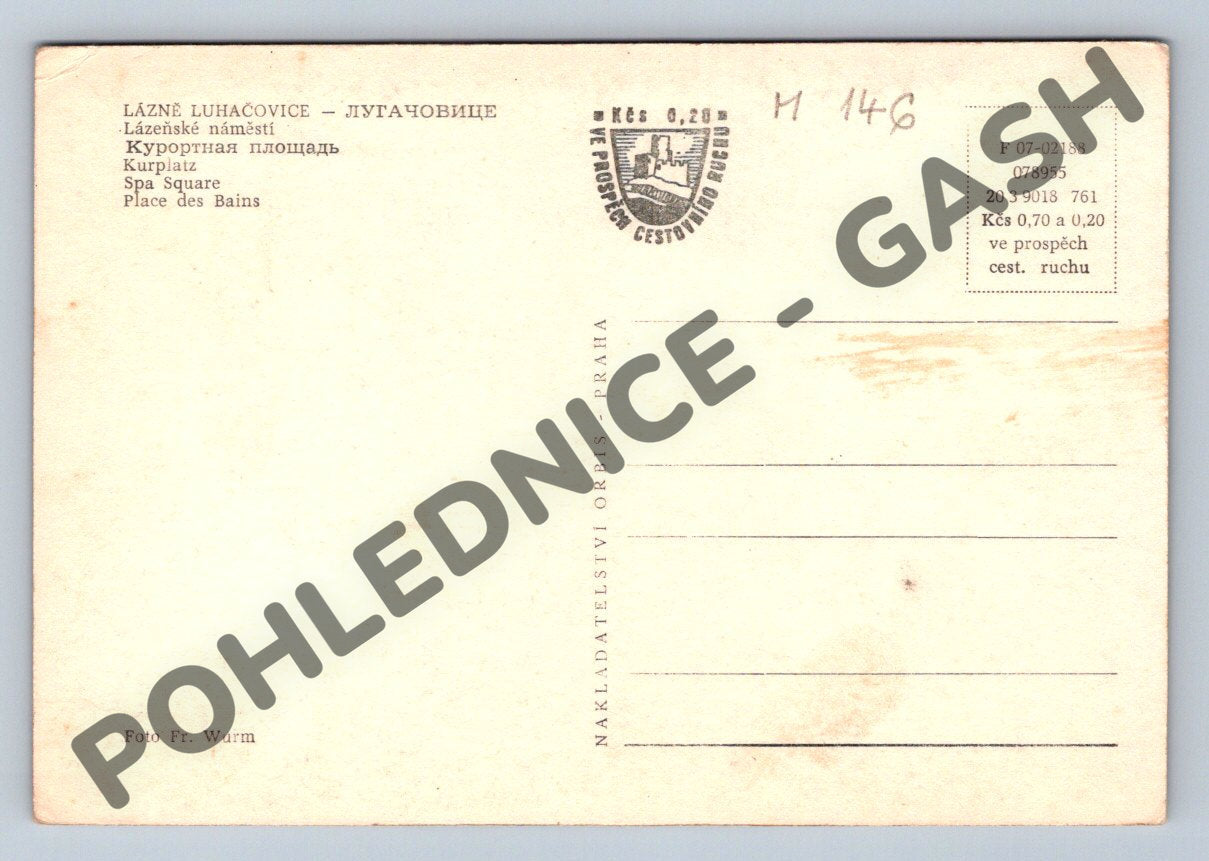 LÁZNĚ LUHAČOVICE – ЛУГАЧОВИЦЕ
Lázeňské náměstí
Курортная площадь
Kurplatz
Spa Square
Place des Bains
Kčs 0,20
VE PROSPĚCH CESTOVNÍHO RUCHU
M 146
F 07-02188
078955
20 3 9018 761
Kčs 0,70 a 0,20
ve prospěch
cest. ruchu
NAKLADATELSTVÍ ORBIS - PRAHA
Foto Fr. Wurm
POHLEDNICE - GASH